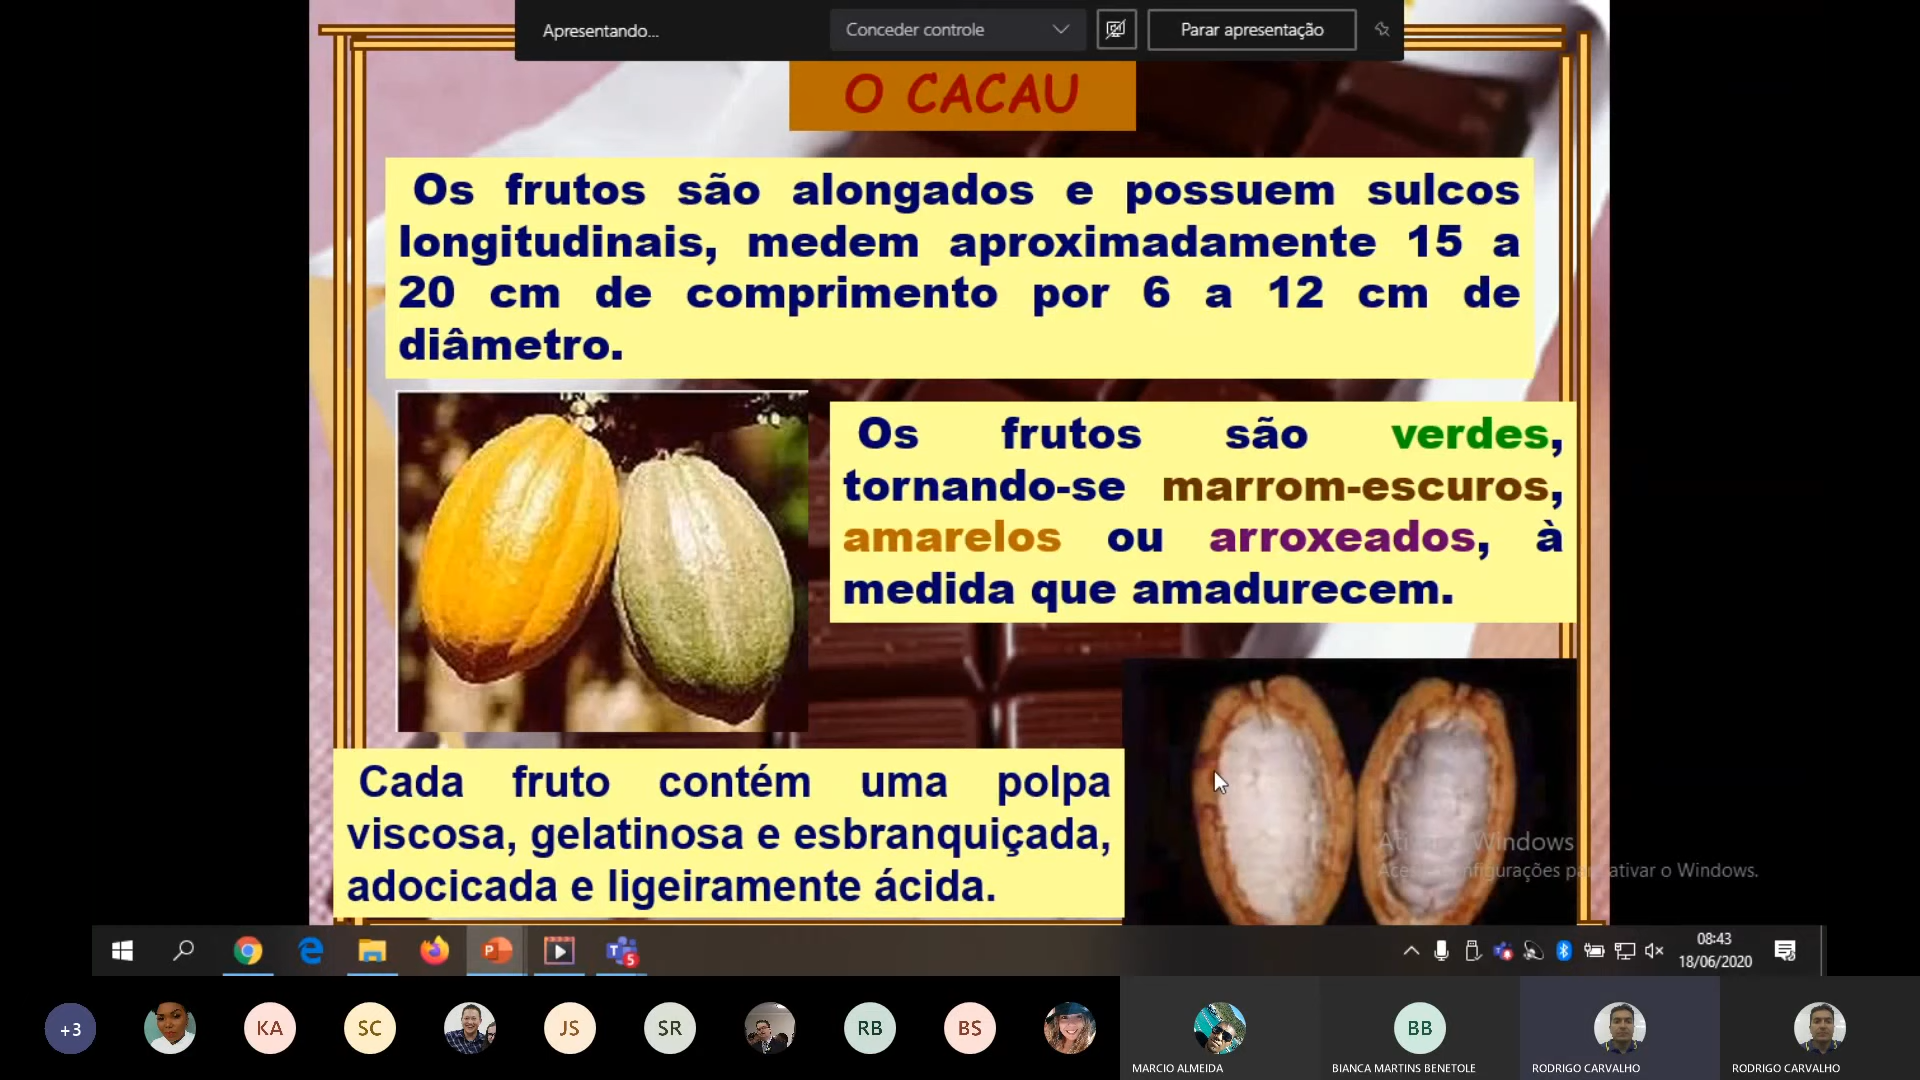 Apresentando...
Conceder controle
Parar apresentação
O CACAU
Os frutos são alongados e possuem sulcos
longitudinais, medem aproximadamente 15 a
20 cm de comprimento por 6 a 12 cm de
diâmetro.
Os frutos são verdes,
tornando-se marrom-escuros,
amarelos ou arroxeados, à
medida que amadurecem.
Cada fruto contém uma polpa
viscosa, gelatinosa e esbranquiçada,
adocicada e ligeiramente ácida.
Ativar o Windows
Acesse Configurações para ativar o Windows.
08:43
18/06/2020
+3
KA
SC
JS
SR
RB
BS
BB
MARCIO ALMEIDA
BIANCA MARTINS BENETOLE
RODRIGO CARVALHO
RODRIGO CARVALHO